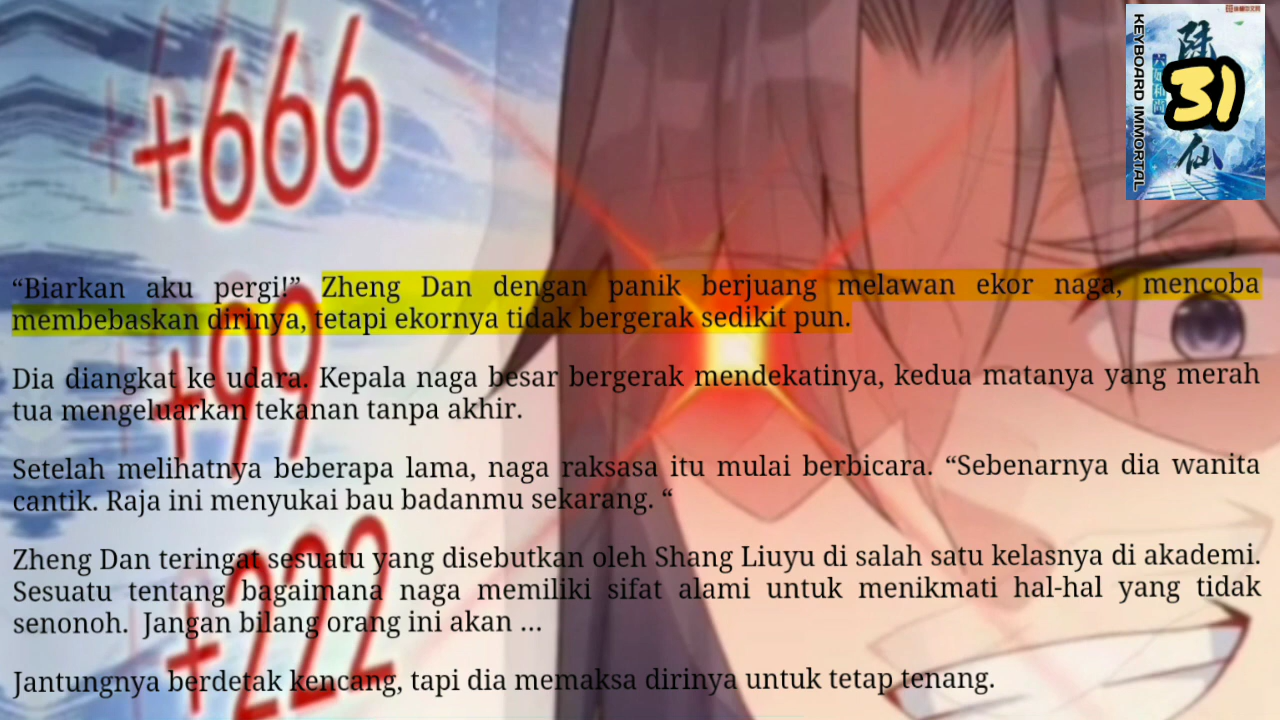 +666
+99
+222
KEYBOARD IMMORTAL
陆
31
仙
“Biarkan aku pergi!” Zheng Dan dengan panik berjuang melawan ekor naga, mencoba
membebaskan dirinya, tetapi ekornya tidak bergerak sedikit pun.
Dia diangkat ke udara. Kepala naga besar bergerak mendekatinya, kedua matanya yang merah
tua mengeluarkan tekanan tanpa akhir.
Setelah melihatnya beberapa lama, naga raksasa itu mulai berbicara. “Sebenarnya dia wanita
cantik. Raja ini menyukai bau badanmu sekarang. “
Zheng Dan teringat sesuatu yang disebutkan oleh Shang Liuyu di salah satu kelasnya di akademi.
Sesuatu tentang bagaimana naga memiliki sifat alami untuk menikmati hal-hal yang tidak
senonoh. Jangan bilang orang ini akan ...
Jantungnya berdetak kencang, tapi dia memaksa dirinya untuk tetap tenang.